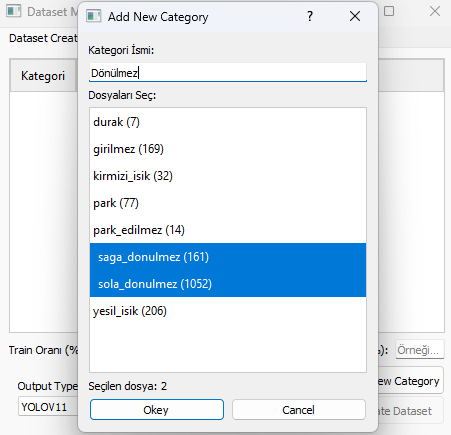 Dataset M
Add New Category
?
Dataset Creat
Kategori İsmi:
Dönülmez
Kategori
Dosyaları Seç:
durak (7)
girilmez (169)
kirmizi_isik (32)
park (77)
park_edilmez (14)
saga_donulmez (161)
sola_donulmez (1052)
yesil_isik (206)
Train Oranı (%
%):
Örneği...
Seçilen dosya: 2
Output Type
ew Category
YOLOV11
Okey
Cancel
te Dataset